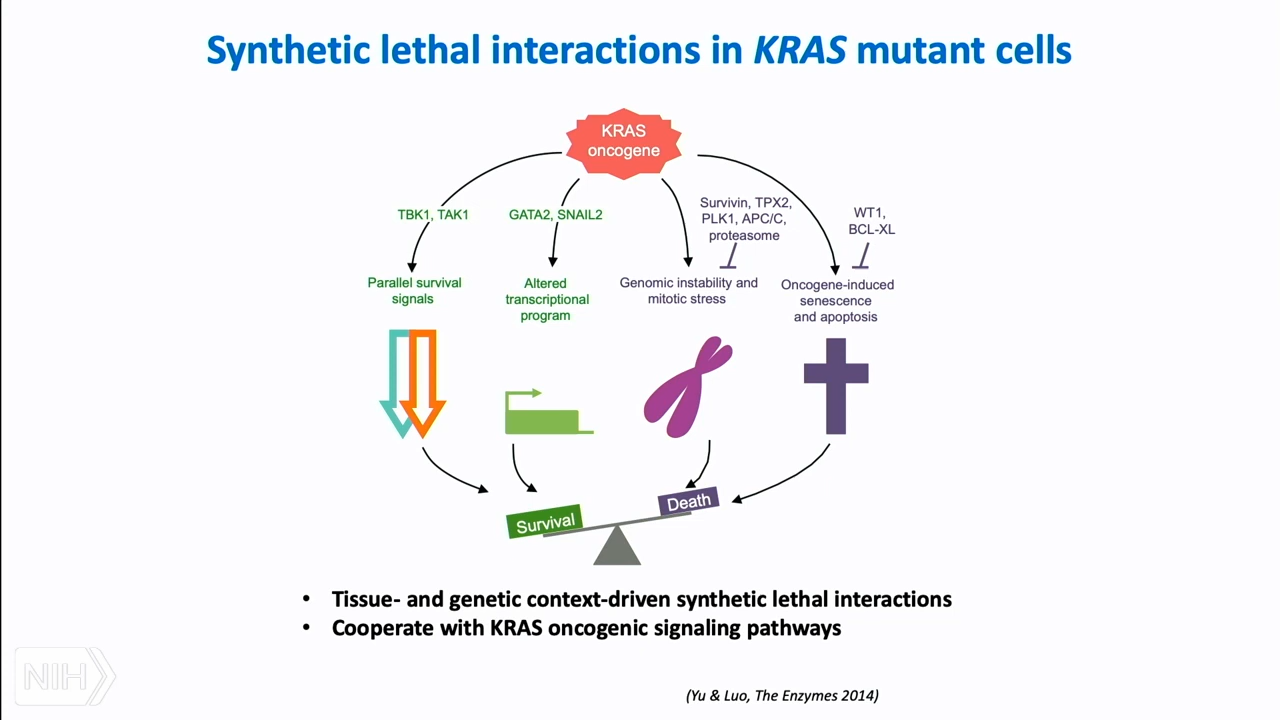 Synthetic lethal interactions in KRAS mutant cells
KRAS
oncogene
TBK1, TAK1
GATA2, SNAIL2
Survivin, TPX2,
PLK1, APC/C,
proteasome
WT1,
BCL-XL
Parallel survival
signals
Altered
transcriptional
program
Genomic instability and
mitotic stress
Oncogene-induced
senescence
and apoptosis
Survival
Death
• Tissue- and genetic context-driven synthetic lethal interactions
• Cooperate with KRAS oncogenic signaling pathways
NIH
(Yu & Luo, The Enzymes 2014)